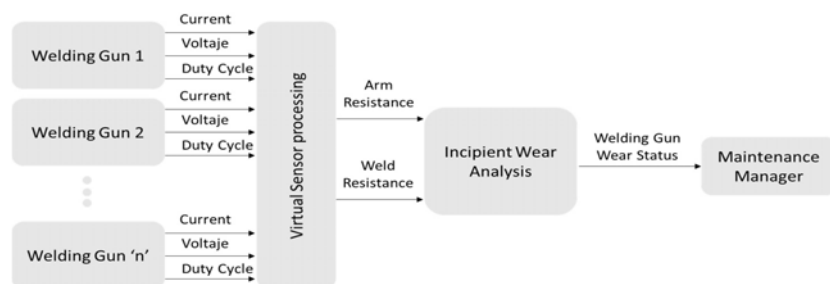 Current
Welding Gun 1
Voltaje
Duty Cycle
Current
Welding Gun 2
Voltaje
Duty Cycle
Current
Welding Gun 'n'
Voltaje
Duty Cycle
Virtual Sensor processing
Arm
Resistance
Weld
Resistance
Incipient Wear
Analysis
Welding Gun
Wear Status
Maintenance
Manager